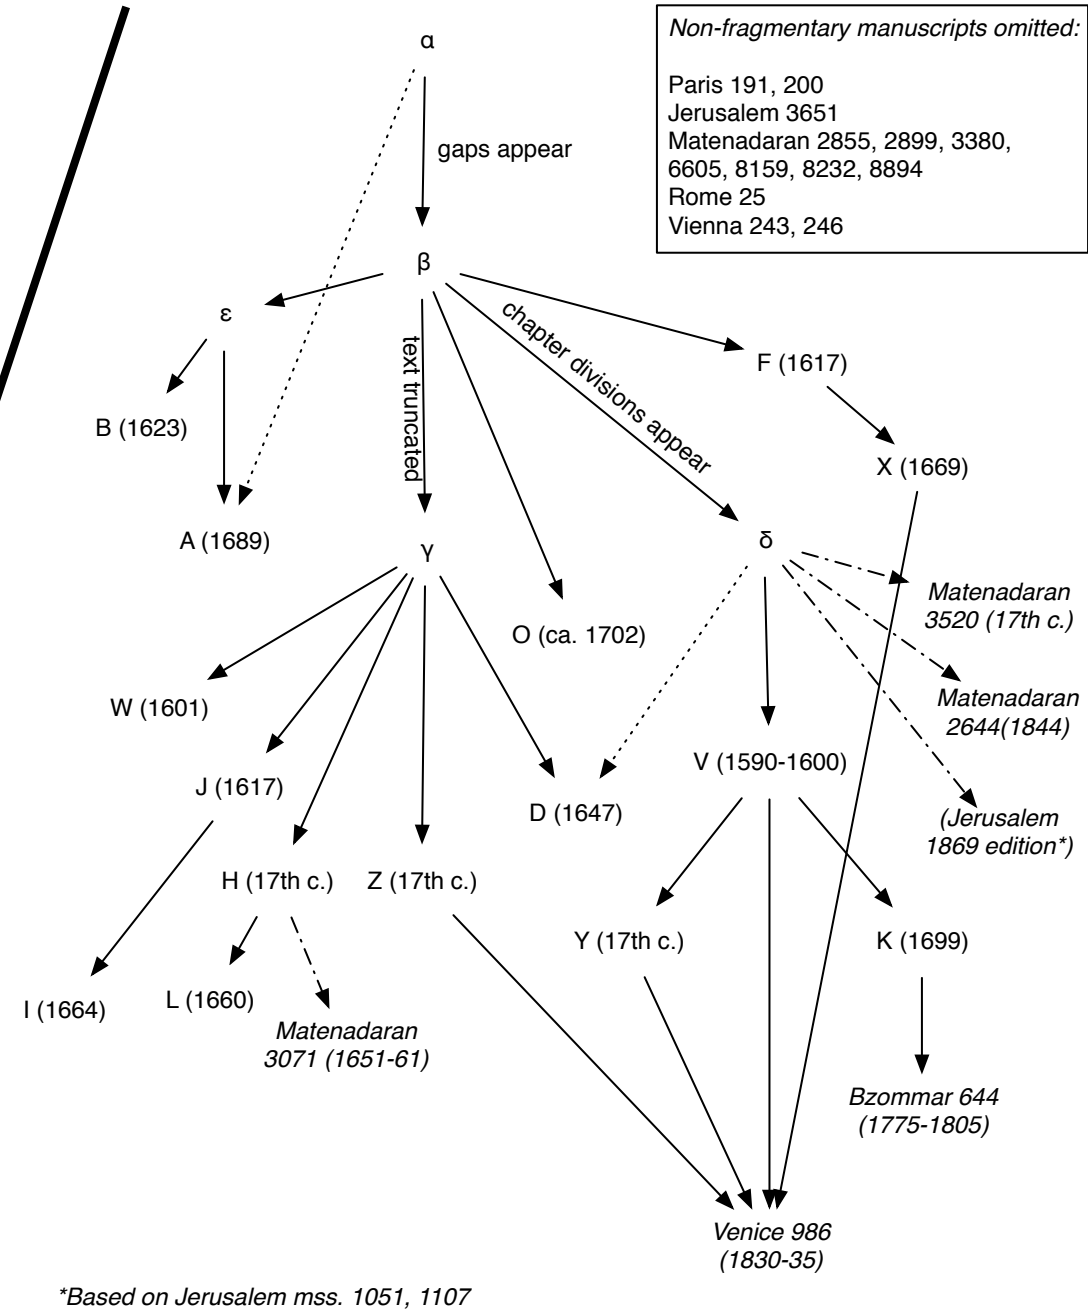 α
Non-fragmentary manuscripts omitted:
Paris 191, 200
Jerusalem 3651
Matenadaran 2855, 2899, 3380,
6605, 8159, 8232, 8894
Rome 25
Vienna 243, 246
gaps appear
β
ε
text truncated
chapter divisions appear
F (1617)
B (1623)
X (1669)
A (1689)
γ
δ
Matenadaran
3520 (17th c.)
O (ca. 1702)
W (1601)
Matenadaran
2644(1844)
V (1590-1600)
J (1617)
D (1647)
(Jerusalem
1869 edition*)
H (17th c.)
Z (17th c.)
Y (17th c.)
K (1699)
I (1664)
L (1660)
Matenadaran
3071 (1651-61)
Bzommar 644
(1775-1805)
Venice 986
(1830-35)
*Based on Jerusalem mss. 1051, 1107